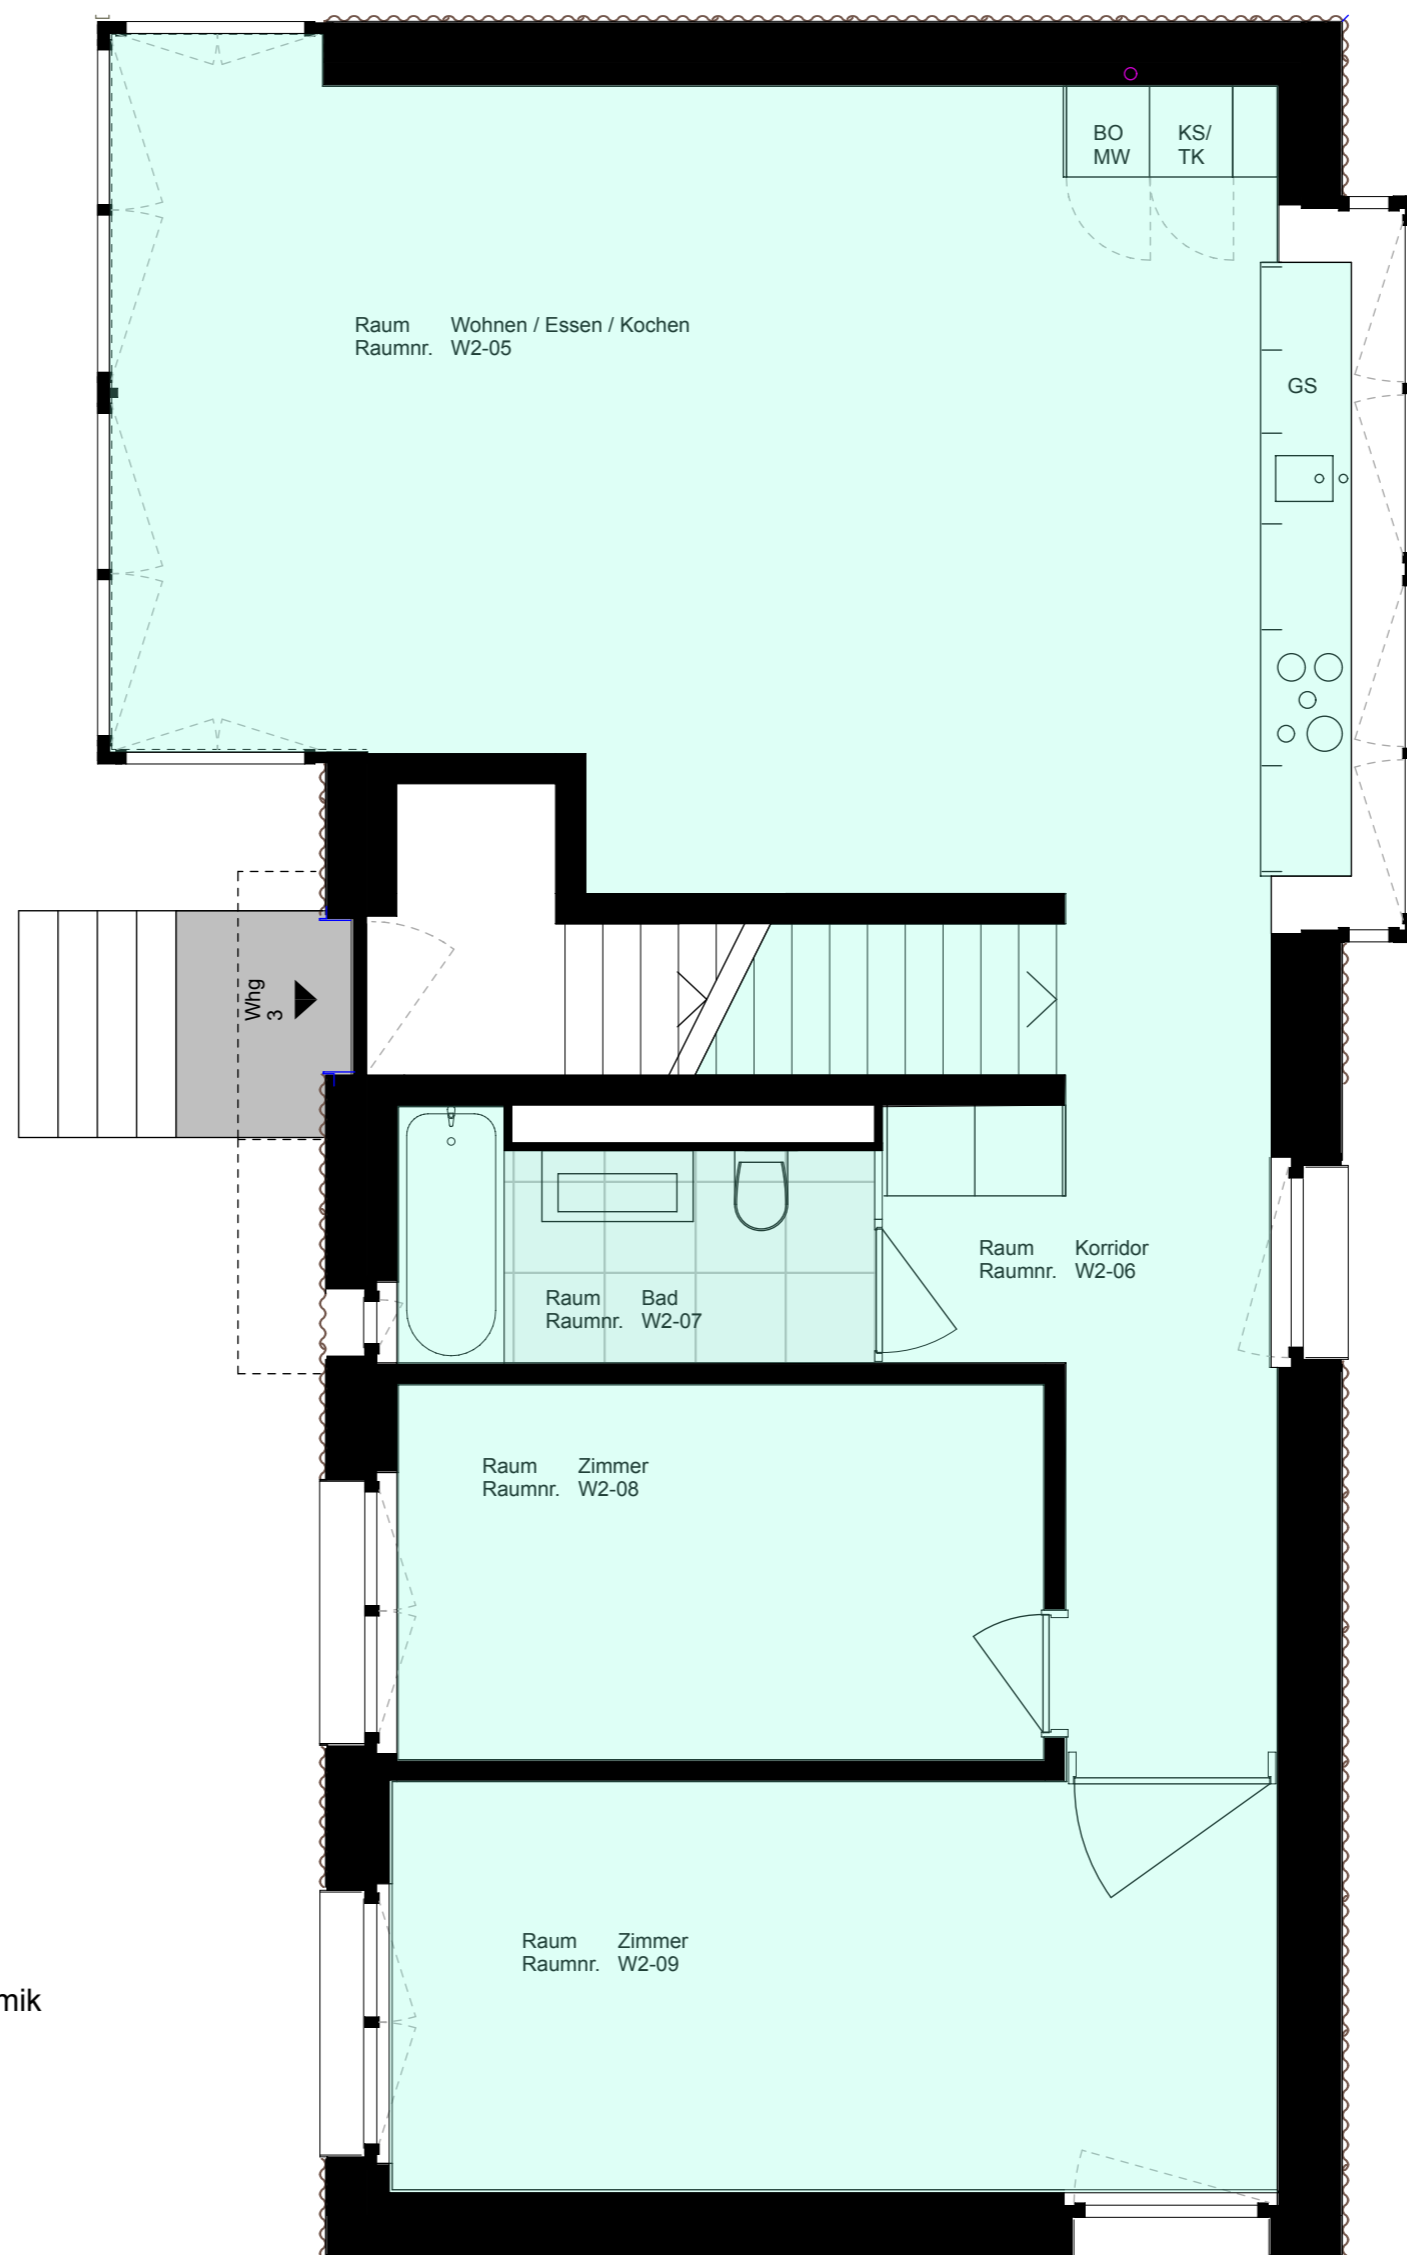 BO
MW
KS/
TK
Raum Wohnen / Essen / Kochen
Raumnr. W2-05
GS
Whg
3
Raum Korridor
Raumnr. W2-06
Raum Bad
Raumnr. W2-07
Raum Zimmer
Raumnr. W2-08
Raum Zimmer
Raumnr. W2-09
mik